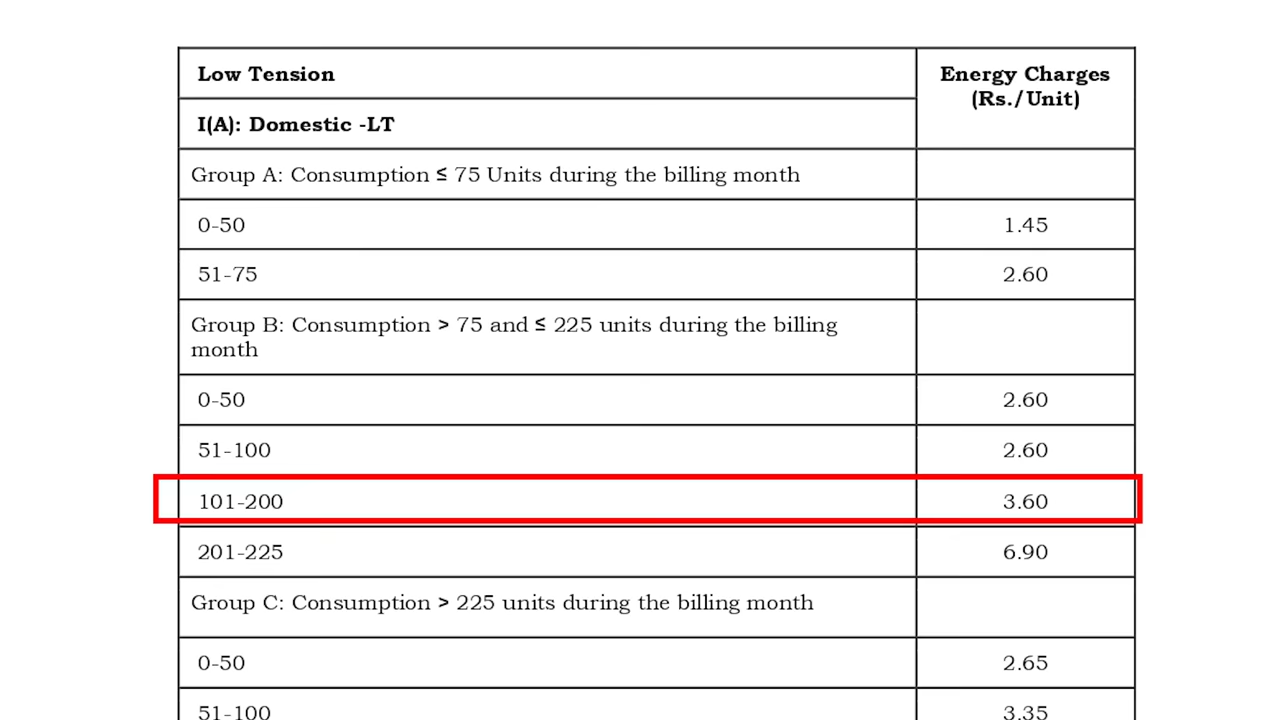 Low Tension
Energy Charges
(Rs./Unit)
I(A): Domestic -LT
Group A: Consumption ≤ 75 Units during the billing month
0-50 1.45
51-75 2.60
Group B: Consumption > 75 and ≤ 225 units during the billing
month
0-50 2.60
51-100 2.60
101-200 3.60
201-225 6.90
Group C: Consumption > 225 units during the billing month
0-50 2.65
51-100 3.35